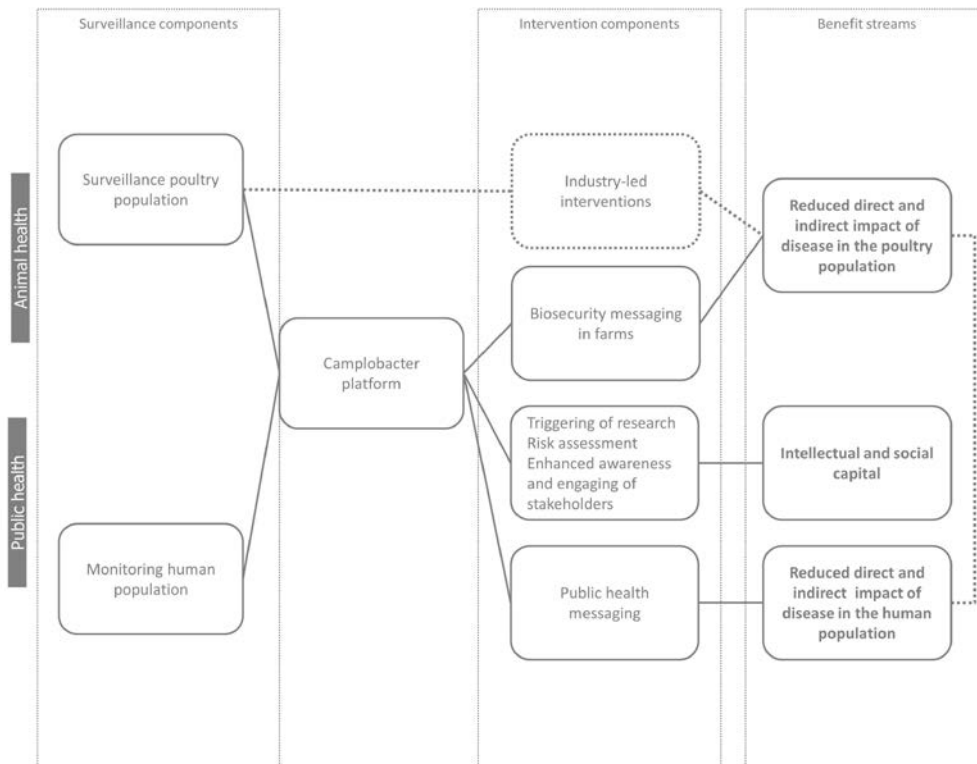 Surveillance components
Intervention components
Benefit streams
Animal health
Public health
Surveillance poultry
population
Monitoring human
population
Camplobacter
platform
Industry-led
interventions
Biosecurity messaging
in farms
Triggering of research
Risk assessment
Enhanced awareness
and engaging of
stakeholders
Public health
messaging
Reduced direct and
indirect impact of
disease in the poultry
population
Intellectual and social
capital
Reduced direct and
indirect impact of
disease in the human
population